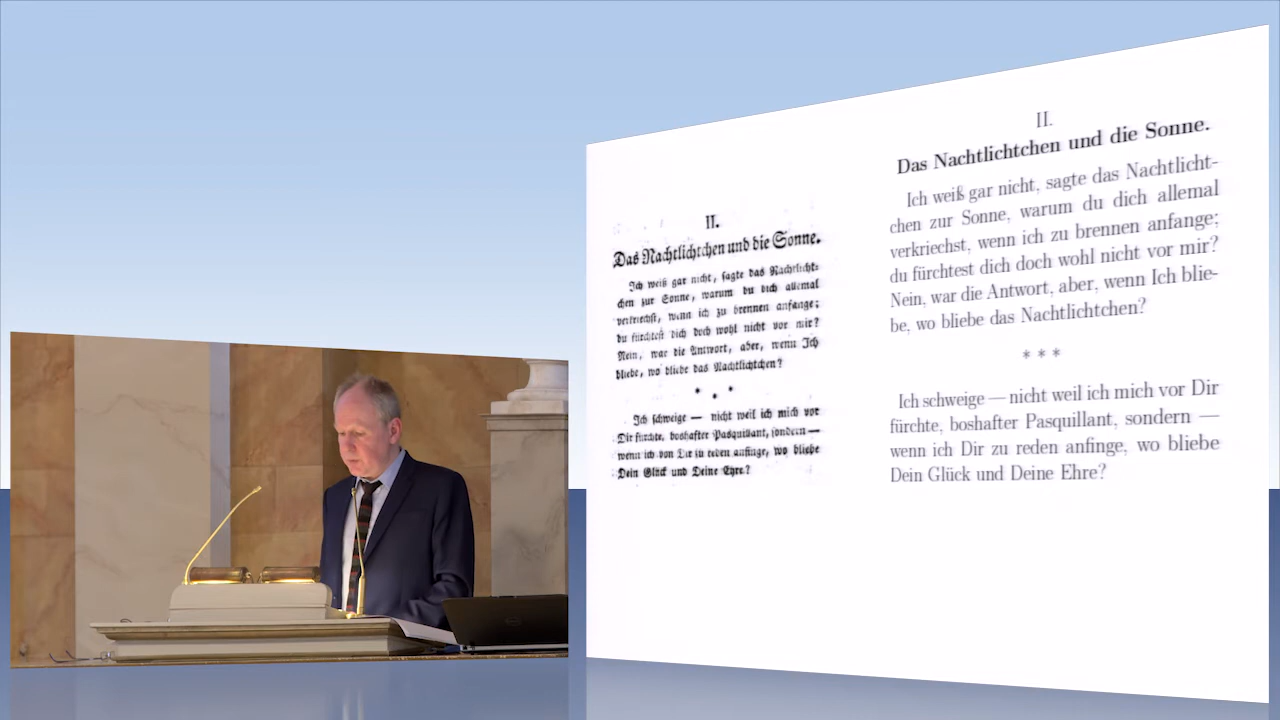 II.
Das Nachtlichtchen und die Sonne.
Ich weiß gar nicht, sagte das Nachtlicht-
chen zur Sonne, warum du dich allemal
verkriechst, wenn ich zu brennen anfange;
du fürchtest dich doch wohl nicht vor mir?
Nein, war die Antwort, aber, wenn Ich
bliebe, wo bliebe das Nachtlichtchen?
* * *
Ich schweige — nicht weil ich mich vor
Dir fürchte, boshafter Pasquillant, sondern —
wenn ich von Dir zu reden anfinge, wo bliebe
Dein Glück und Deine Ehre?
II.
Das Nachtlichtchen und die Sonne.
Ich weiß gar nicht, sagte das Nachtlicht-
chen zur Sonne, warum du dich allemal
verkriechst, wenn ich zu brennen anfange;
du fürchtest dich doch wohl nicht vor mir?
Nein, war die Antwort, aber, wenn Ich blie-
be, wo bliebe das Nachtlichtchen?
* * *
Ich schweige — nicht weil ich mich vor Dir
fürchte, boshafter Pasquillant, sondern —
wenn ich Dir zu reden anfinge, wo bliebe
Dein Glück und Deine Ehre?